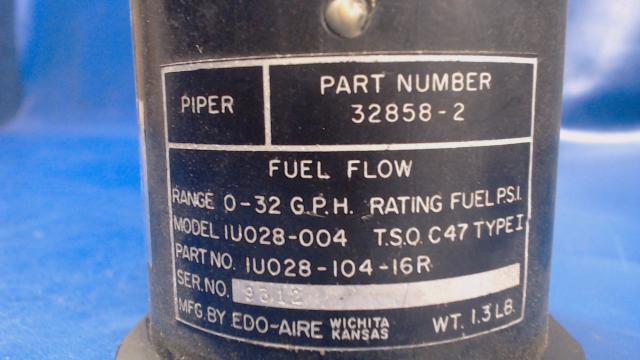 PIPER
PART NUMBER
32858-2
FUEL FLOW
RANGE 0-32 G.P.H. RATING FUEL P.S.I.
MODEL 1U028-004 T.S.O. C47 TYPE I
PART NO. 1U028-104-16R
SER. NO. 9312
MFG. BY EDO-AIRE WICHITA KANSAS WT. 1.3 LB.